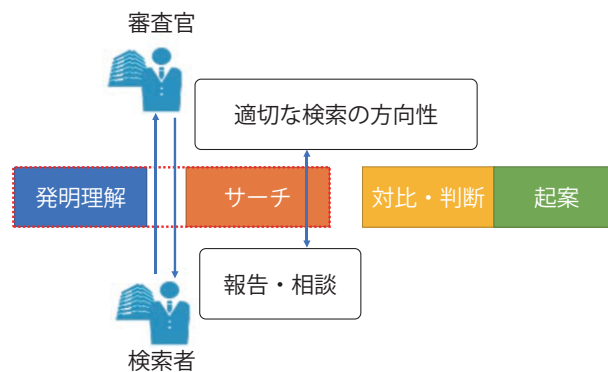 審査官
適切な検索の方向性
発明理解
サーチ
対比・判断
起案
報告・相談
検索者